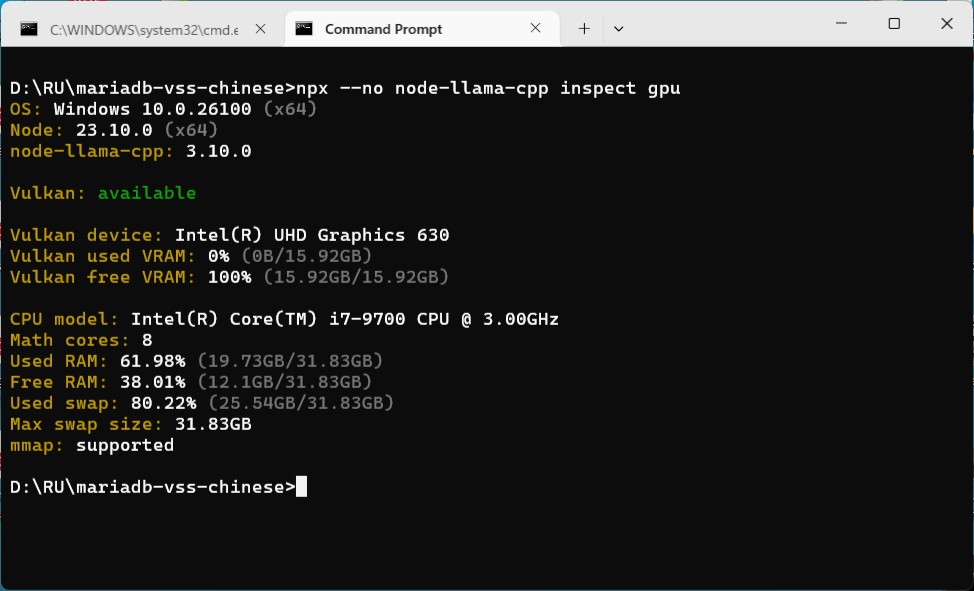 C:\WINDOWS\system32\cmd.e
Command Prompt
D:\RU\mariadb-vss-chinese>npx --no node-llama-cpp inspect gpu
OS: Windows 10.0.26100 (x64)
Node: 23.10.0 (x64)
node-llama-cpp: 3.10.0
Vulkan: available
Vulkan device: Intel(R) UHD Graphics 630
Vulkan used VRAM: 0% (0B/15.92GB)
Vulkan free VRAM: 100% (15.92GB/15.92GB)
CPU model: Intel(R) Core(TM) i7-9700 CPU @ 3.00GHz
Math cores: 8
Used RAM: 61.98% (19.73GB/31.83GB)
Free RAM: 38.01% (12.1GB/31.83GB)
Used swap: 80.22% (25.54GB/31.83GB)
Max swap size: 31.83GB
mmap: supported
D:\RU\mariadb-vss-chinese>